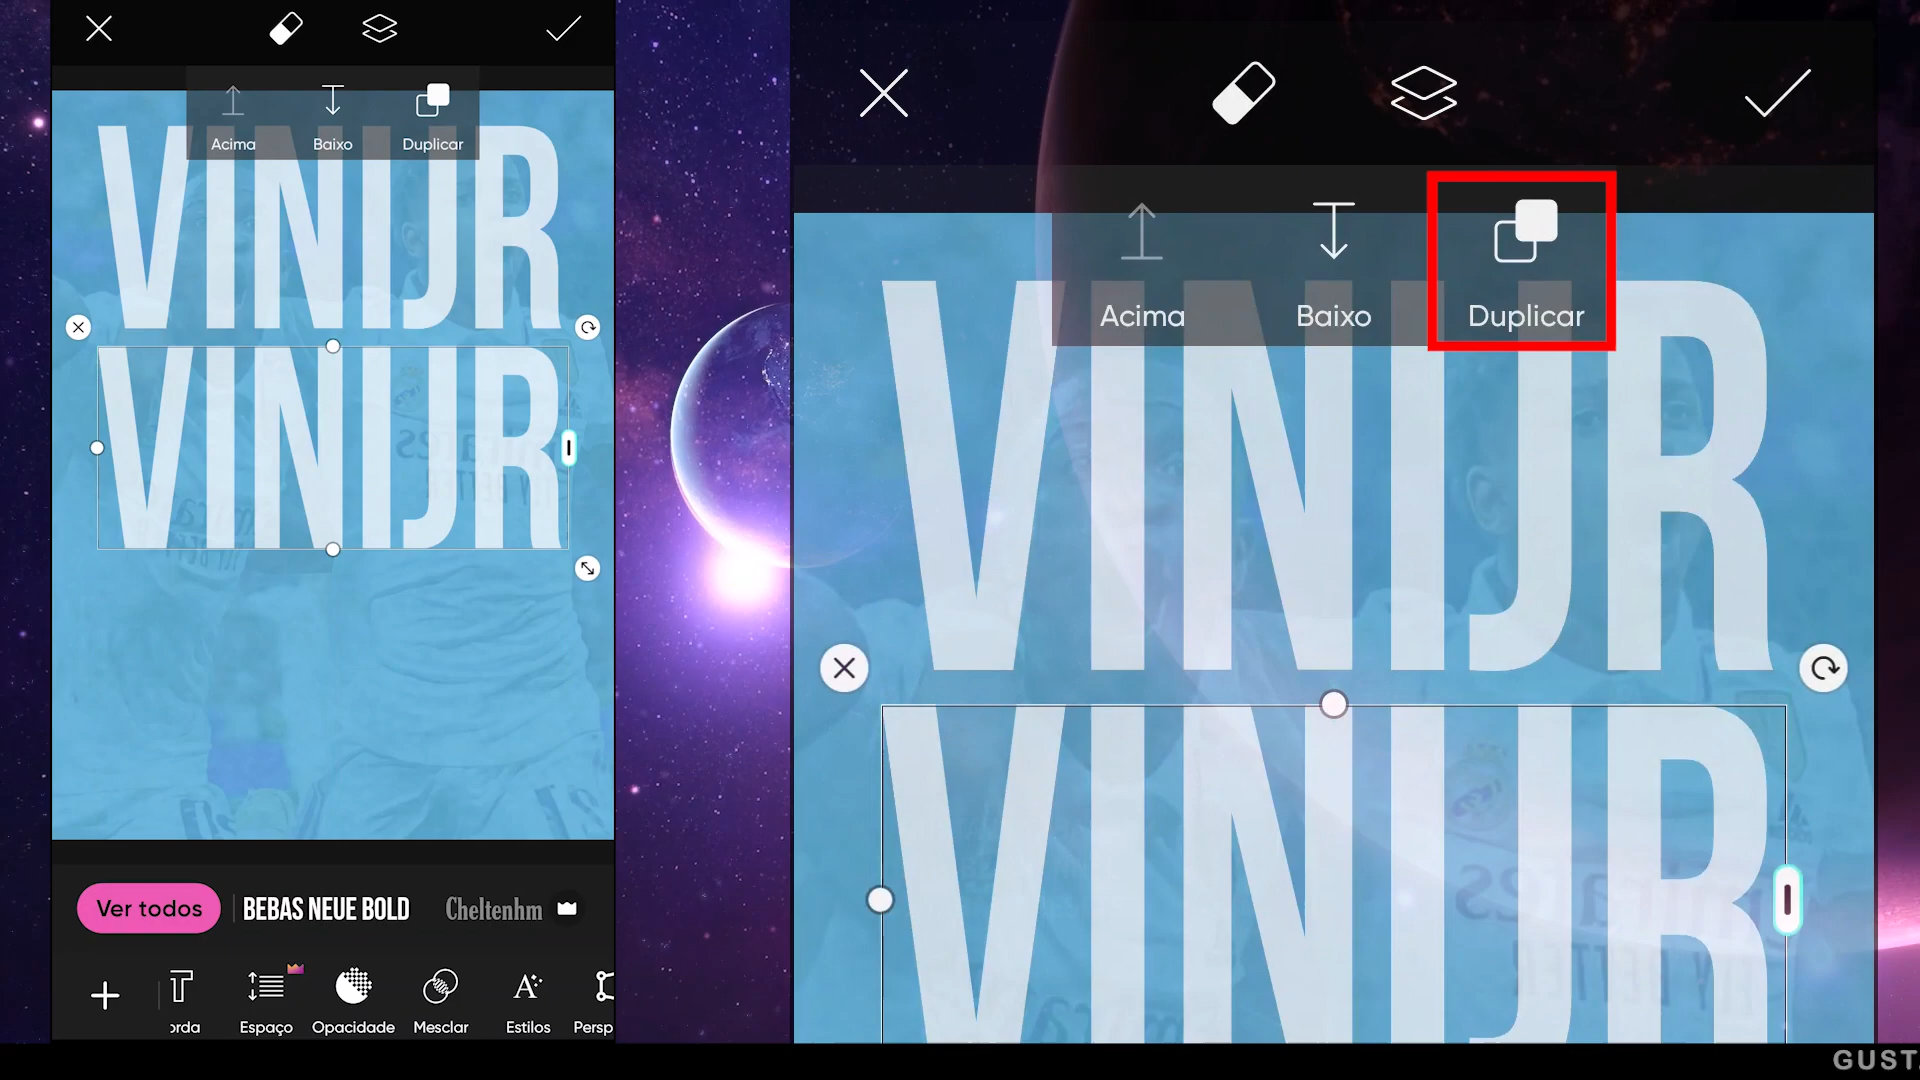 Acima Baixo Duplicar
VINIJR
VINIJR
Ver todos BEBAS NEUE BOLD Cheltenhm
orda Espaço Opacidade Mesclar Estilos Persp
Acima Baixo Duplicar
VINIJR
VINIJR
GUST